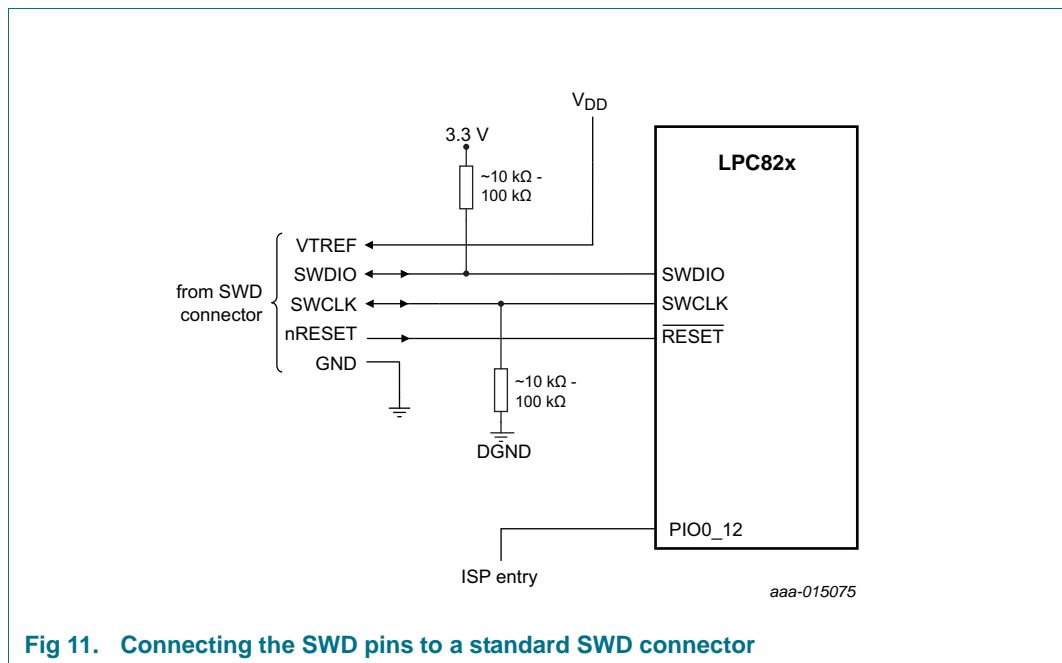 V_DD
3.3 V
LPC82x
~10 kΩ -
100 kΩ
VTREF
SWDIO
SWDIO
from SWD
connector
SWCLK
SWCLK
nRESET
RESET
GND
~10 kΩ -
100 kΩ
DGND
PIO0_12
ISP entry
aaa-015075
Fig 11. Connecting the SWD pins to a standard SWD connector